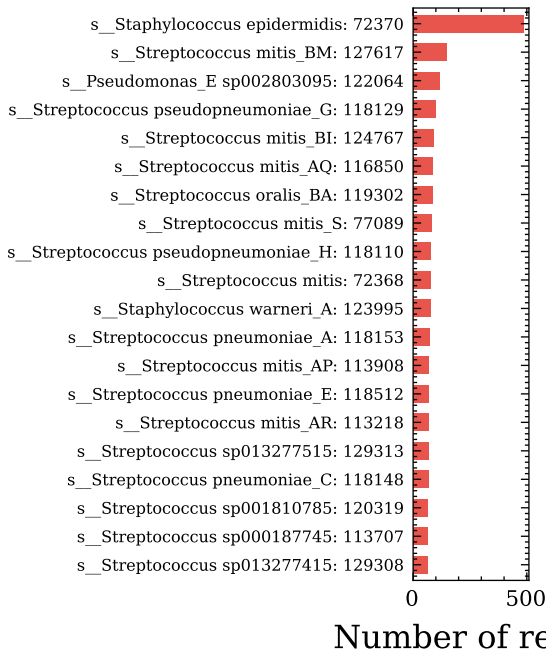 s__Staphylococcus epidermidis: 72370
s__Streptococcus mitis_BM: 127617
s__Pseudomonas_E sp002803095: 122064
s__Streptococcus pseudopneumoniae_G: 118129
s__Streptococcus mitis_BI: 124767
s__Streptococcus mitis_AQ: 116850
s__Streptococcus oralis_BA: 119302
s__Streptococcus mitis_S: 77089
s__Streptococcus pseudopneumoniae_H: 118110
s__Streptococcus mitis: 72368
s__Staphylococcus warneri_A: 123995
s__Streptococcus pneumoniae_A: 118153
s__Streptococcus mitis_AP: 113908
s__Streptococcus pneumoniae_E: 118512
s__Streptococcus mitis_AR: 113218
s__Streptococcus sp013277515: 129313
s__Streptococcus pneumoniae_C: 118148
s__Streptococcus sp001810785: 120319
s__Streptococcus sp000187745: 113707
s__Streptococcus sp013277415: 129308
0 500
Number of re